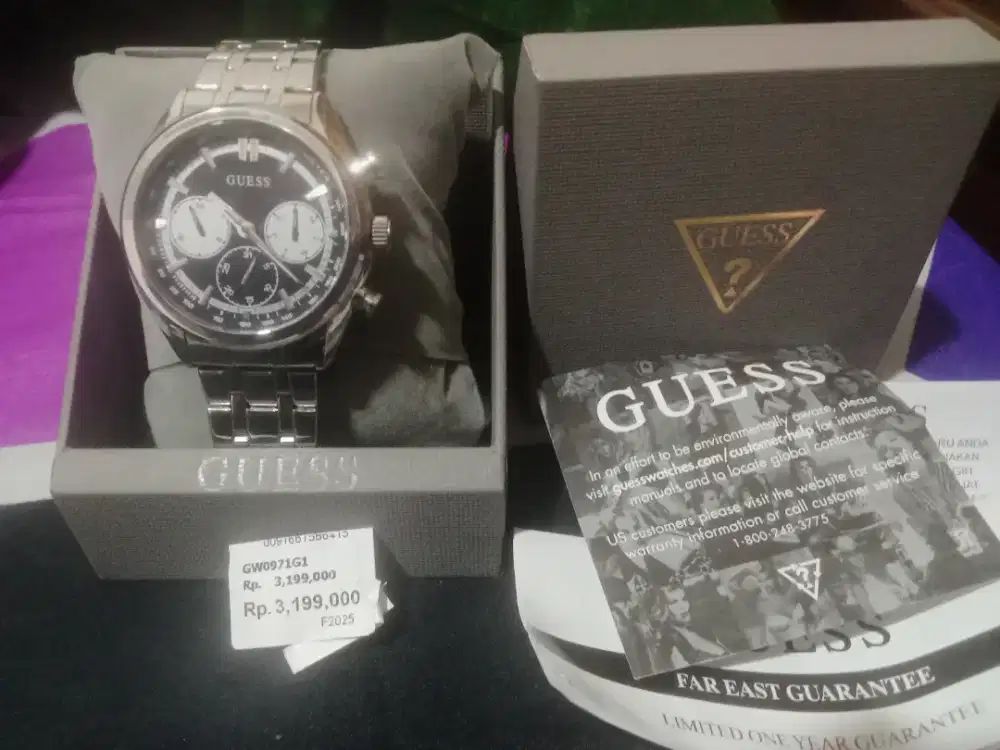 GUESS
GUESS
?
GUESS
GW0971G1
Rp. 3,199,000
Rp. 3,199,000
F2025
GUESS
In an effort to be environmentally aware, please
visit guesswatches.com/customer-help for instruction
manuals and to locate global contacts.
US customers please visit the website for specific
warranty information or call customer service
1-800-248-3775
?
FAR EAST GUARANTEE
LIMITED ONE YEAR GUARANTEE